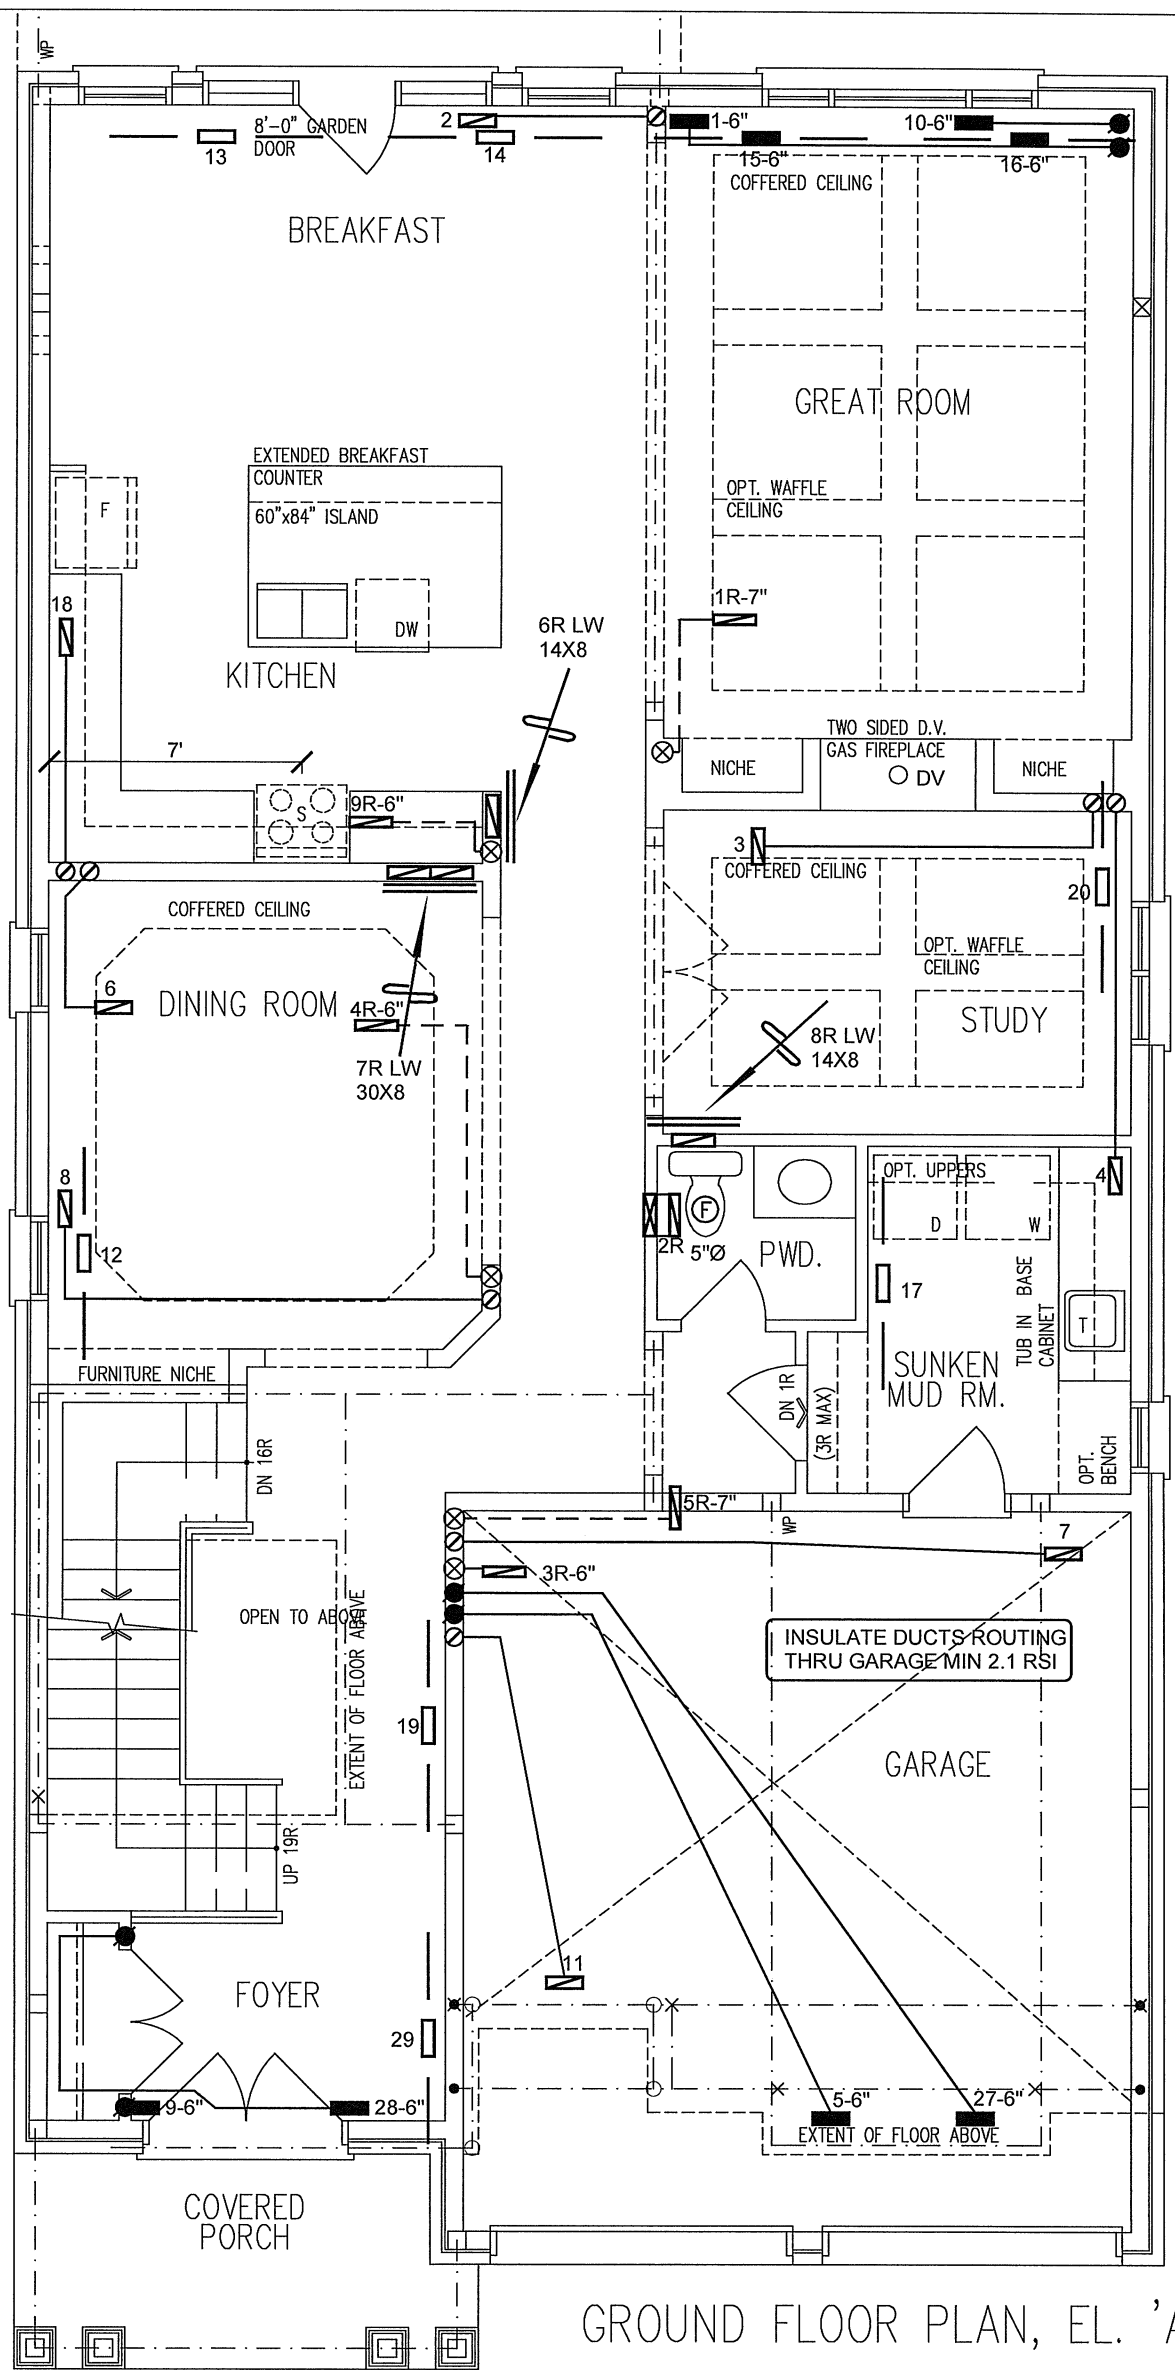 WP
8'-0" GARDEN
DOOR
13
2
14
1-6"
15-6"
10-6"
16-6"
COFFERED CEILING
BREAKFAST
GREAT ROOM
EXTENDED BREAKFAST
COUNTER
60"x84" ISLAND
F
DW
OPT. WAFFLE
CEILING
18
1R-7"
6R LW
14X8
KITCHEN
7'
TWO SIDED D.V.
GAS FIREPLACE
DV
NICHE
NICHE
S
9R-6"
3
COFFERED CEILING
20
COFFERED CEILING
OPT. WAFFLE
CEILING
6
DINING ROOM
4R-6"
STUDY
7R LW
30X8
8R LW
14X8
8
12
2R
F
5"Ø
PWD.
OPT. UPPERS
D
W
4
17
TUB IN BASE
CABINET
T
SUNKEN
MUD RM.
FURNITURE NICHE
DN 1R
(3R MAX)
OPT.
BENCH
DN 16R
5R-7"
WP
7
3R-6"
OPEN TO ABOVE
EXTENT OF FLOOR ABOVE
INSULATE DUCTS ROUTING
THRU GARAGE MIN 2.1 RSI
19
GARAGE
UP 19R
11
FOYER
29
9-6"
28-6"
5-6"
27-6"
EXTENT OF FLOOR ABOVE
COVERED
PORCH
GROUND FLOOR PLAN, EL. 'A